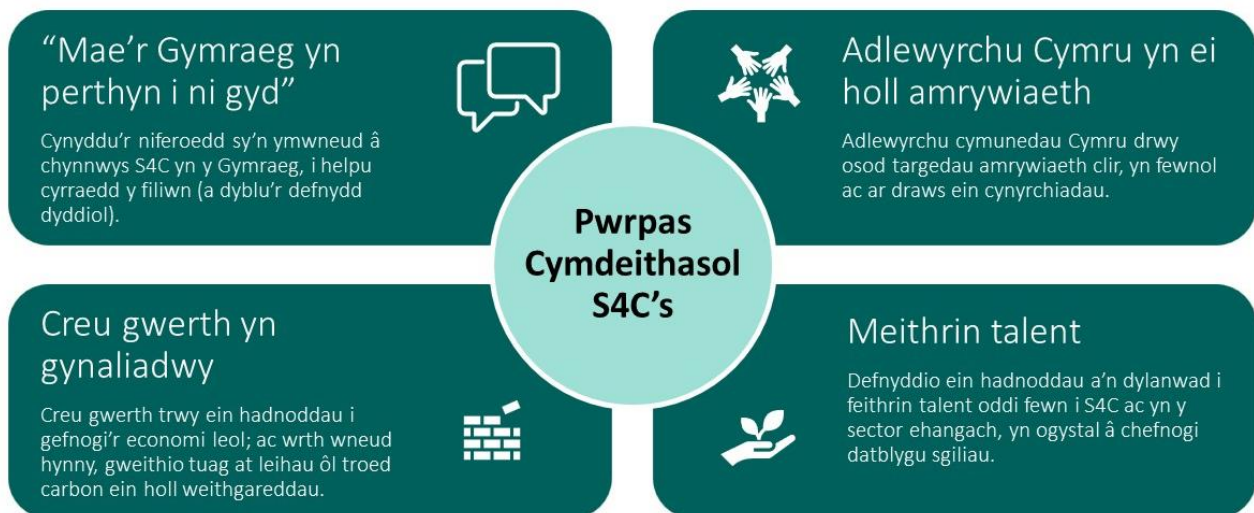 “Mae’r Gymraeg yn
perthyn i ni gyd”
Cynyddu’r niferoedd sy’n ymwneud â
chynnwys S4C yn y Gymraeg, i helpu
cyrraedd y filiwn (a dyblu’r defnydd
dyddiol).
Adlewyrchu Cymru yn ei
holl amrywiaeth
Adlewyrchu cymunedau Cymru drwy
osod targedau amrywiaeth clir, yn fewnol
ac ar draws ein cynyrchiadau.
Pwrpas
Cymdeithasol
S4C’s
Creu gwerth yn
gynaliadwy
Creu gwerth trwy ein hadnoddau i
gefnogi’r economi leol; ac wrth wneud
hynny, gweithio tuag at leihau ôl troed
carbon ein holl weithgareddau.
Meithrin talent
Defnyddio ein hadnoddau a’n dylanwad i
feithrin talent oddi fewn i S4C ac yn y
sector ehangach, yn ogystal â chefnogi
datblygu sgiliau.